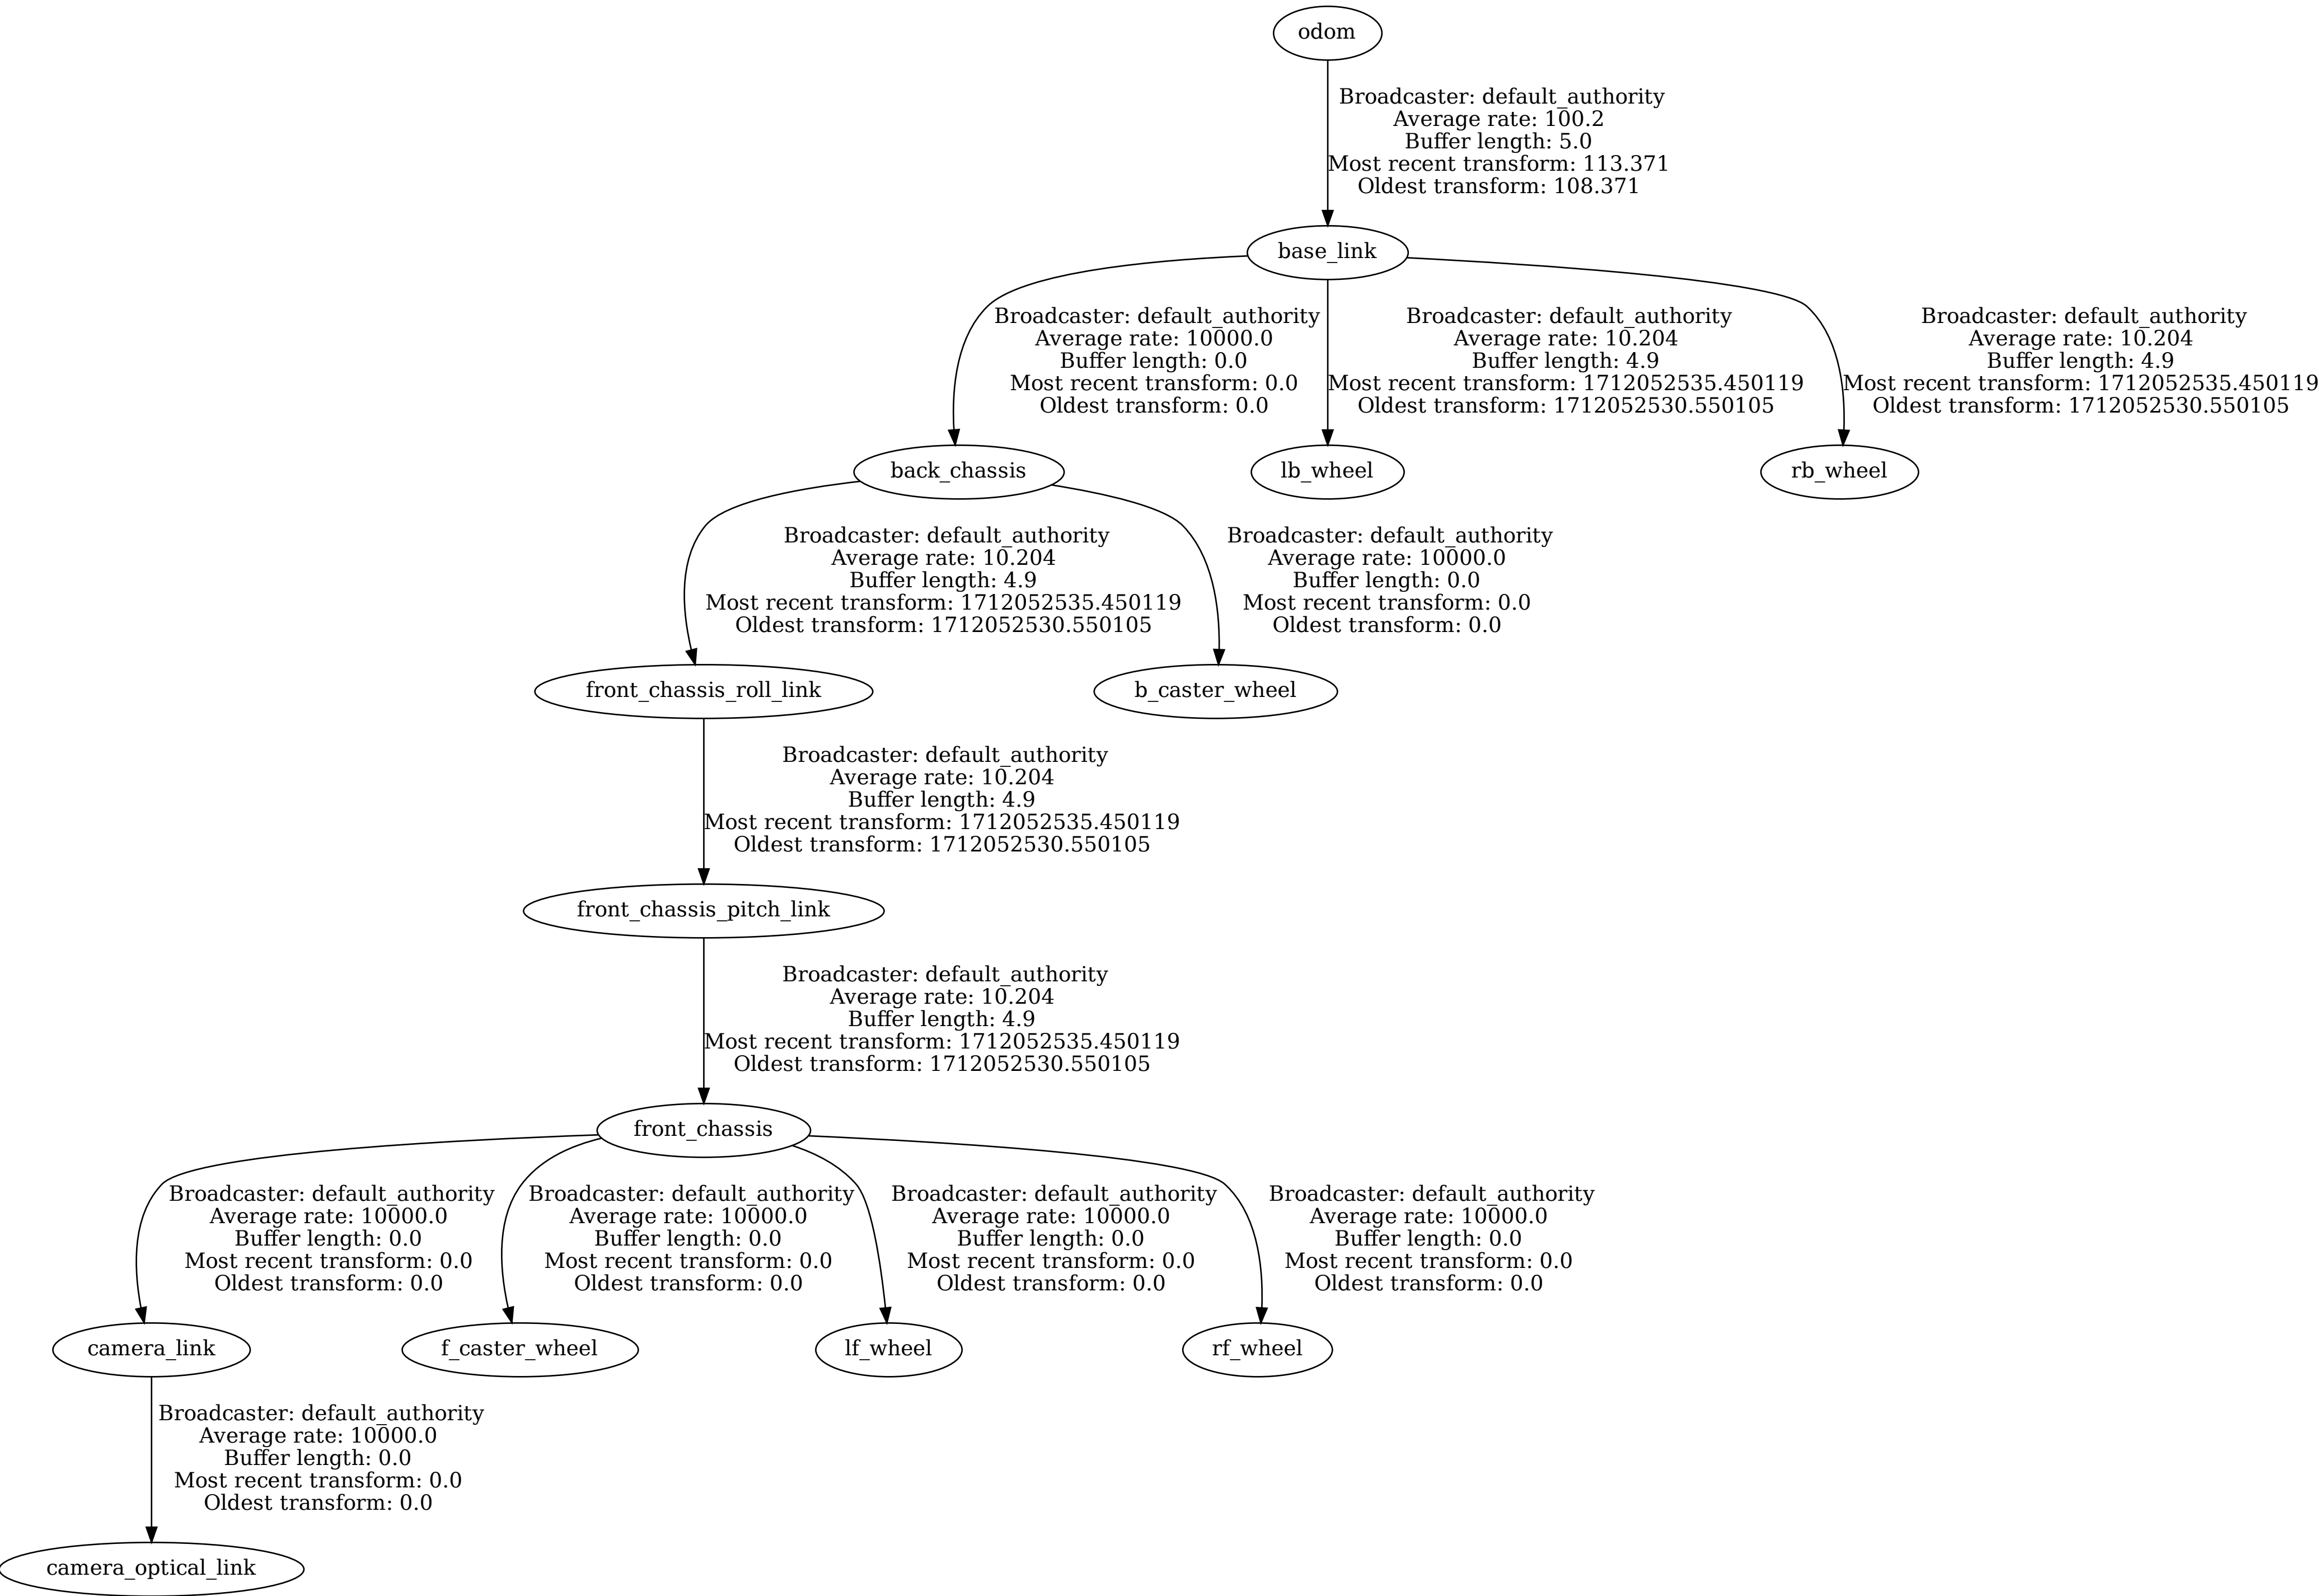 odom
Broadcaster: default_authority
Average rate: 100.2
Buffer length: 5.0
Most recent transform: 113.371
Oldest transform: 108.371
base_link
Broadcaster: default_authority
Average rate: 10000.0
Buffer length: 0.0
Most recent transform: 0.0
Oldest transform: 0.0
Broadcaster: default_authority
Average rate: 10.204
Buffer length: 4.9
Most recent transform: 1712052535.450119
Oldest transform: 1712052530.550105
Broadcaster: default_authority
Average rate: 10.204
Buffer length: 4.9
Most recent transform: 1712052535.450119
Oldest transform: 1712052530.550105
back_chassis
lb_wheel
rb_wheel
Broadcaster: default_authority
Average rate: 10.204
Buffer length: 4.9
Most recent transform: 1712052535.450119
Oldest transform: 1712052530.550105
Broadcaster: default_authority
Average rate: 10000.0
Buffer length: 0.0
Most recent transform: 0.0
Oldest transform: 0.0
front_chassis_roll_link
b_caster_wheel
Broadcaster: default_authority
Average rate: 10.204
Buffer length: 4.9
Most recent transform: 1712052535.450119
Oldest transform: 1712052530.550105
front_chassis_pitch_link
Broadcaster: default_authority
Average rate: 10.204
Buffer length: 4.9
Most recent transform: 1712052535.450119
Oldest transform: 1712052530.550105
front_chassis
Broadcaster: default_authority
Average rate: 10000.0
Buffer length: 0.0
Most recent transform: 0.0
Oldest transform: 0.0
Broadcaster: default_authority
Average rate: 10000.0
Buffer length: 0.0
Most recent transform: 0.0
Oldest transform: 0.0
Broadcaster: default_authority
Average rate: 10000.0
Buffer length: 0.0
Most recent transform: 0.0
Oldest transform: 0.0
Broadcaster: default_authority
Average rate: 10000.0
Buffer length: 0.0
Most recent transform: 0.0
Oldest transform: 0.0
camera_link
f_caster_wheel
lf_wheel
rf_wheel
Broadcaster: default_authority
Average rate: 10000.0
Buffer length: 0.0
Most recent transform: 0.0
Oldest transform: 0.0
camera_optical_link